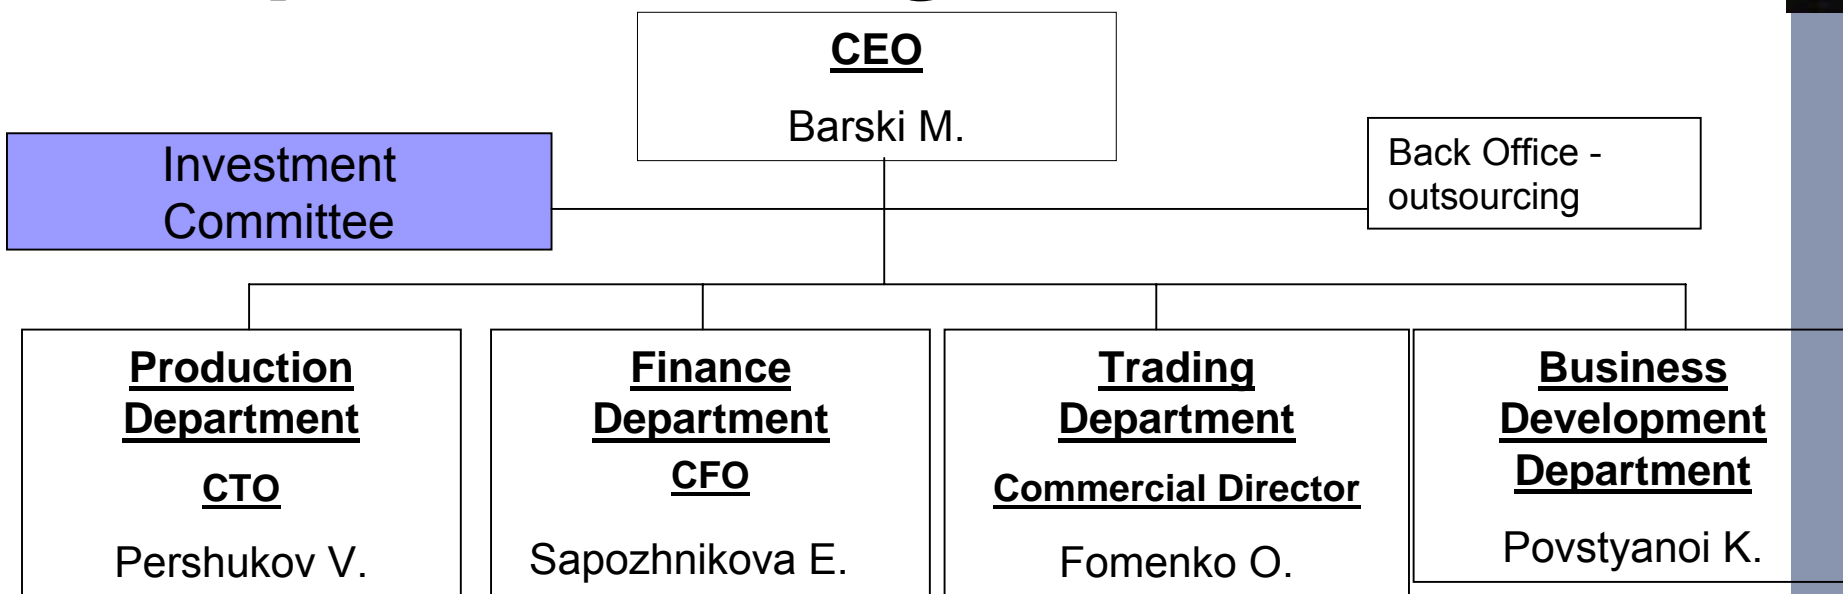 CEO
Barski M.
Investment
Committee
Back Office -
outsourcing
Production
Department
CTO
Pershukov V.
Finance
Department
CFO
Sapozhnikova E.
Trading
Department
Commercial Director
Fomenko O.
Business
Development
Department
Povstyanoi K.